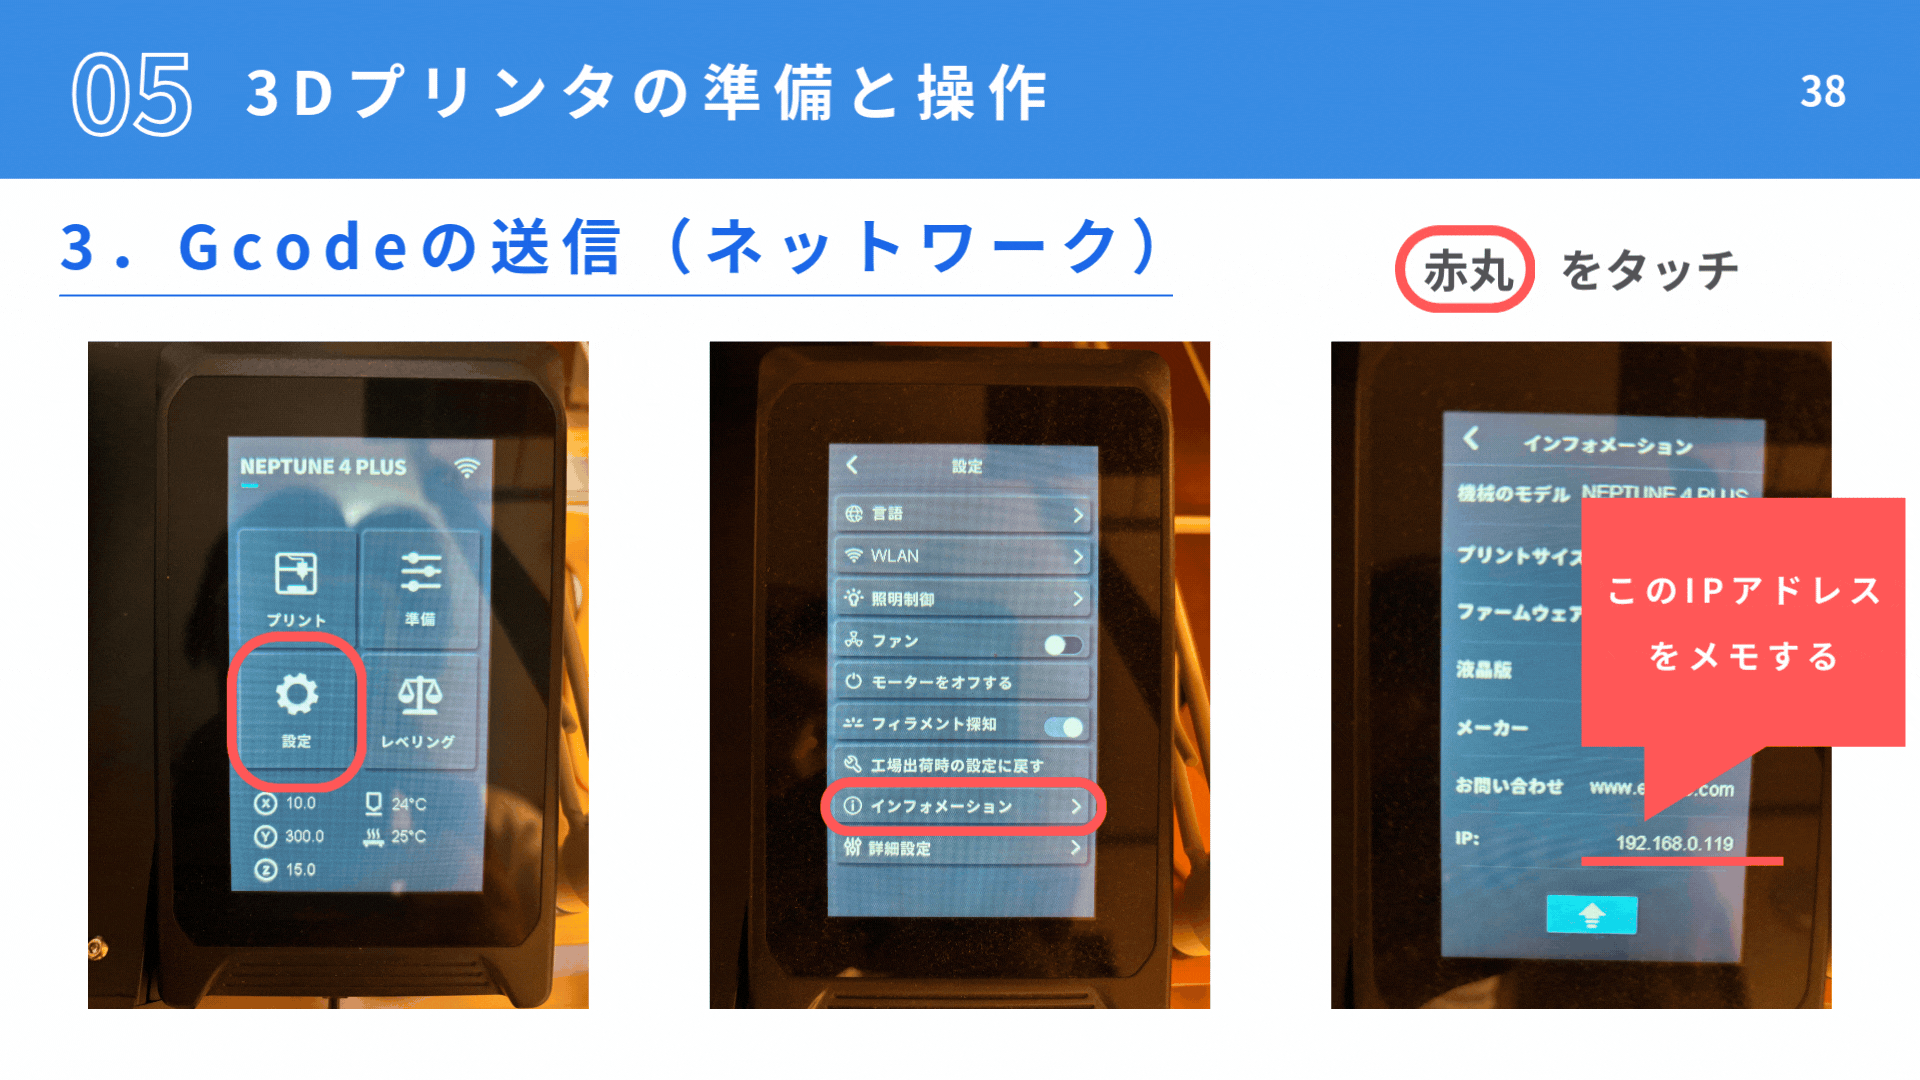 05 3Dプリンタの準備と操作 38
3．Gcodeの送信（ネットワーク）
赤丸 をタッチ
NEPTUNE 4 PLUS
プリント
準備
設定
レベリング
X 10.0 24°C
Y 300.0 25°C
Z 15.0
設定
言語
WLAN
照明制御
ファン
モーターをオフする
フィラメント探知
工場出荷時の設定に戻す
インフォメーション
詳細設定
インフォメーション
機械のモデル NEPTUNE 4 PLUS
プリントサイズ
ファームウェア
液晶版
メーカー
お問い合わせ www.e .com
IP: 192.168.0.119
このIPアドレス
をメモする